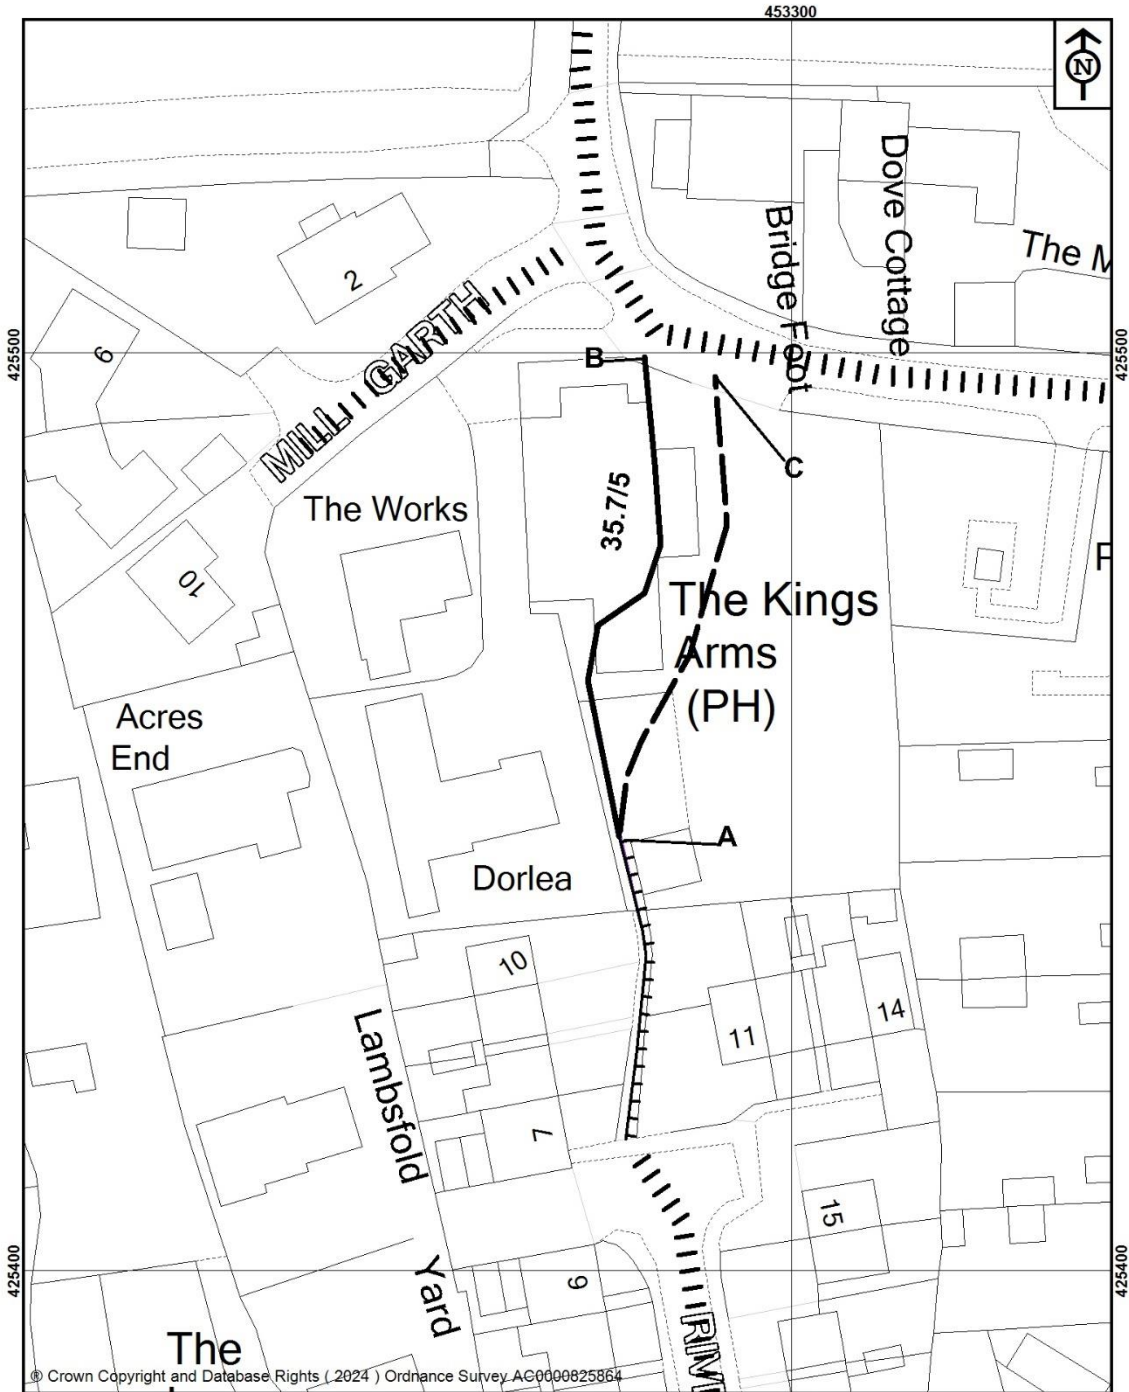 453300
N
Dove Cottage
Bridge Foot
The M
2
9
MILL GARTH
425500
425500
B
C
The Works
35.7/5
10
The Kings
Arms
(PH)
Acres
End
A
Dorlea
10
11
14
Lambsfold
Yard
7
15
9
425400
425400
The
© Crown Copyright and Database Rights ( 2024 ) Ordnance Survey AC0000825864